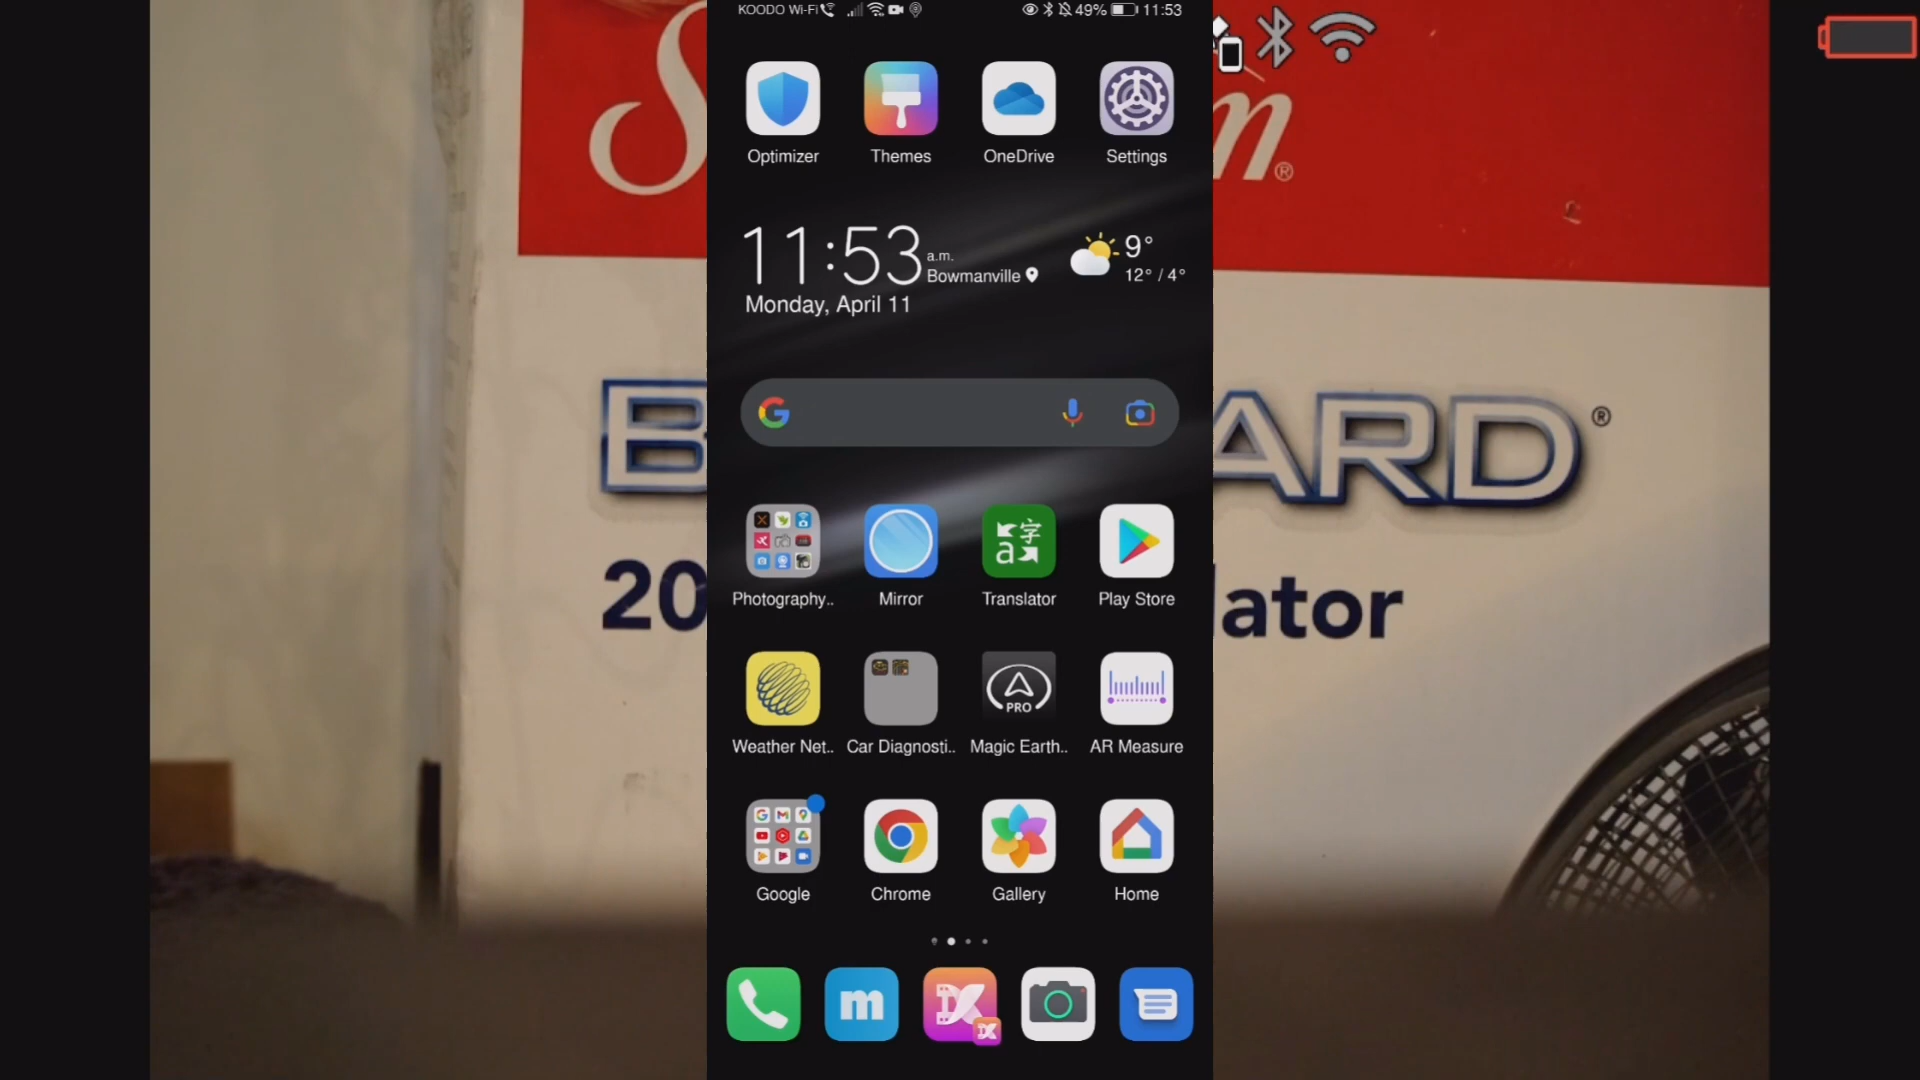 KOODO Wi-Fi
49% 11:53
Optimizer
Themes
OneDrive
Settings
11:53 a.m.
Bowmanville
Monday, April 11
9°
12° / 4°
Photography..
Mirror
Translator
Play Store
Weather Net..
Car Diagnosti..
PRO
Magic Earth..
AR Measure
Google
Chrome
Gallery
Home
m
S
m®
B
ARD®
20
lator